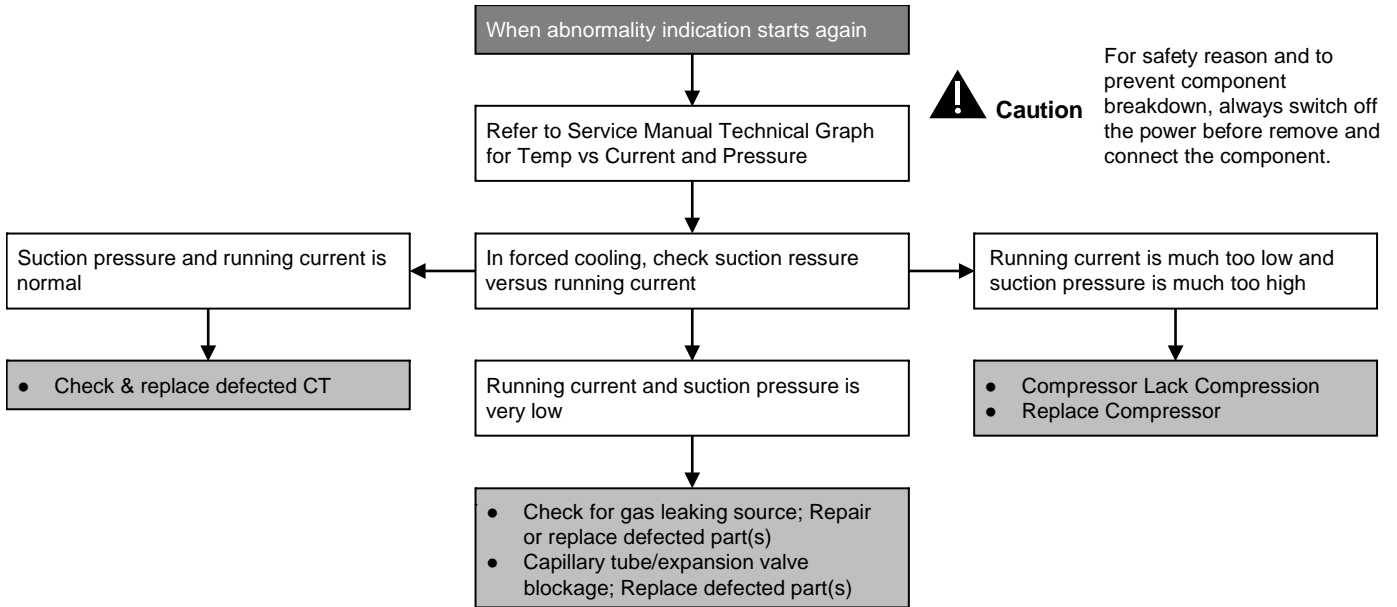 When abnormality indication starts again
For safety reason and to
prevent component
breakdown, always switch off
the power before remove and
connect the component.
Caution
Refer to Service Manual Technical Graph
for Temp vs Current and Pressure
Suction pressure and running current is
normal
In forced cooling, check suction ressure
versus running current
Running current is much too low and
suction pressure is much too high
● Check & replace defected CT
Running current and suction pressure is
very low
● Compressor Lack Compression
● Replace Compressor
● Check for gas leaking source; Repair
or replace defected part(s)
● Capillary tube/expansion valve
blockage; Replace defected part(s)